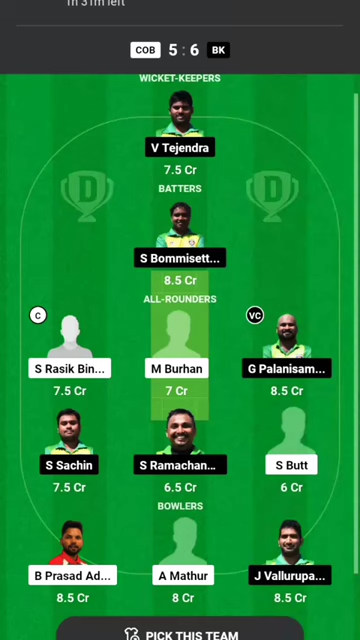 1h 31m left
COB 5 : 6 BK
WICKET-KEEPERS
V Tejendra
7.5 Cr
BATTERS
S Bommisett...
8.5 Cr
ALL-ROUNDERS
C VC
S Rasik Bin... M Burhan G Palanisam...
7.5 Cr 7 Cr 8.5 Cr
S Sachin S Ramachan... S Butt
7.5 Cr 6.5 Cr 6 Cr
BOWLERS
B Prasad Ad... A Mathur J Vallurupa...
8.5 Cr 8 Cr 8.5 Cr
PICK THIS TEAM